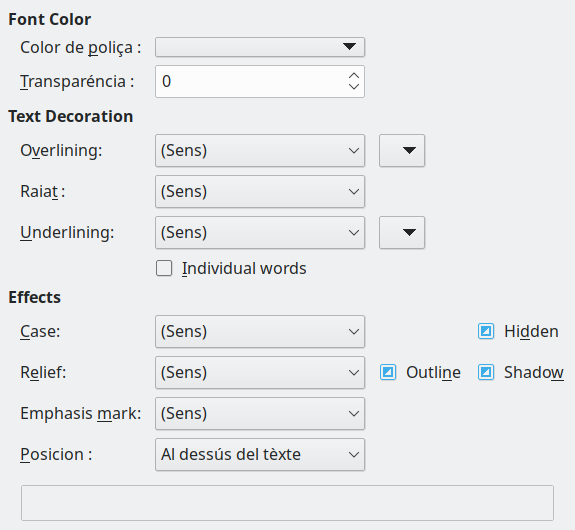 Font Color
Color de poliça :
Transparéncia : 0
Text Decoration
Overlining: (Sens)
Raiat : (Sens)
Underlining: (Sens)
Individual words
Effects
Case: (Sens) Hidden
Relief: (Sens) Outline Shadow
Emphasis mark: (Sens)
Posicion : Al dessús del tèxte